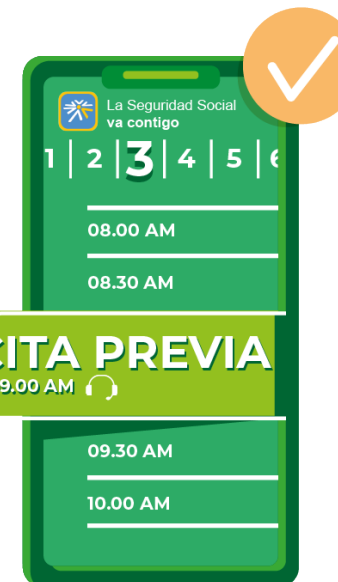 La Seguridad Social
va contigo
1 | 2 | 3 | 4 | 5 | 6
08.00 AM
08.30 AM
CITA PREVIA
9.00 AM
09.30 AM
10.00 AM